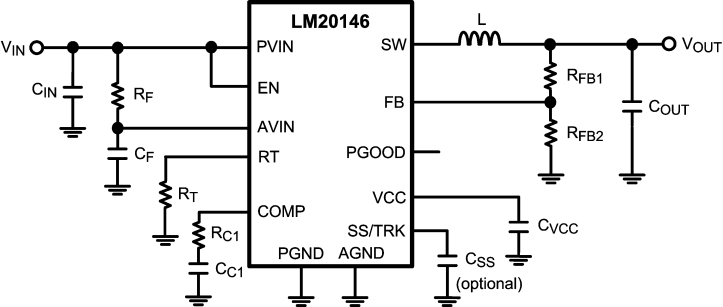 LM20146
VIN
PVIN
SW
L
VOUT
CIN
RF
EN
RFB1
FB
COUT
AVIN
RFB2
CF
RT
PGOOD
RT
VCC
COMP
RC1
SS/TRK
CVCC
CC1
PGND
AGND
CSS
(optional)